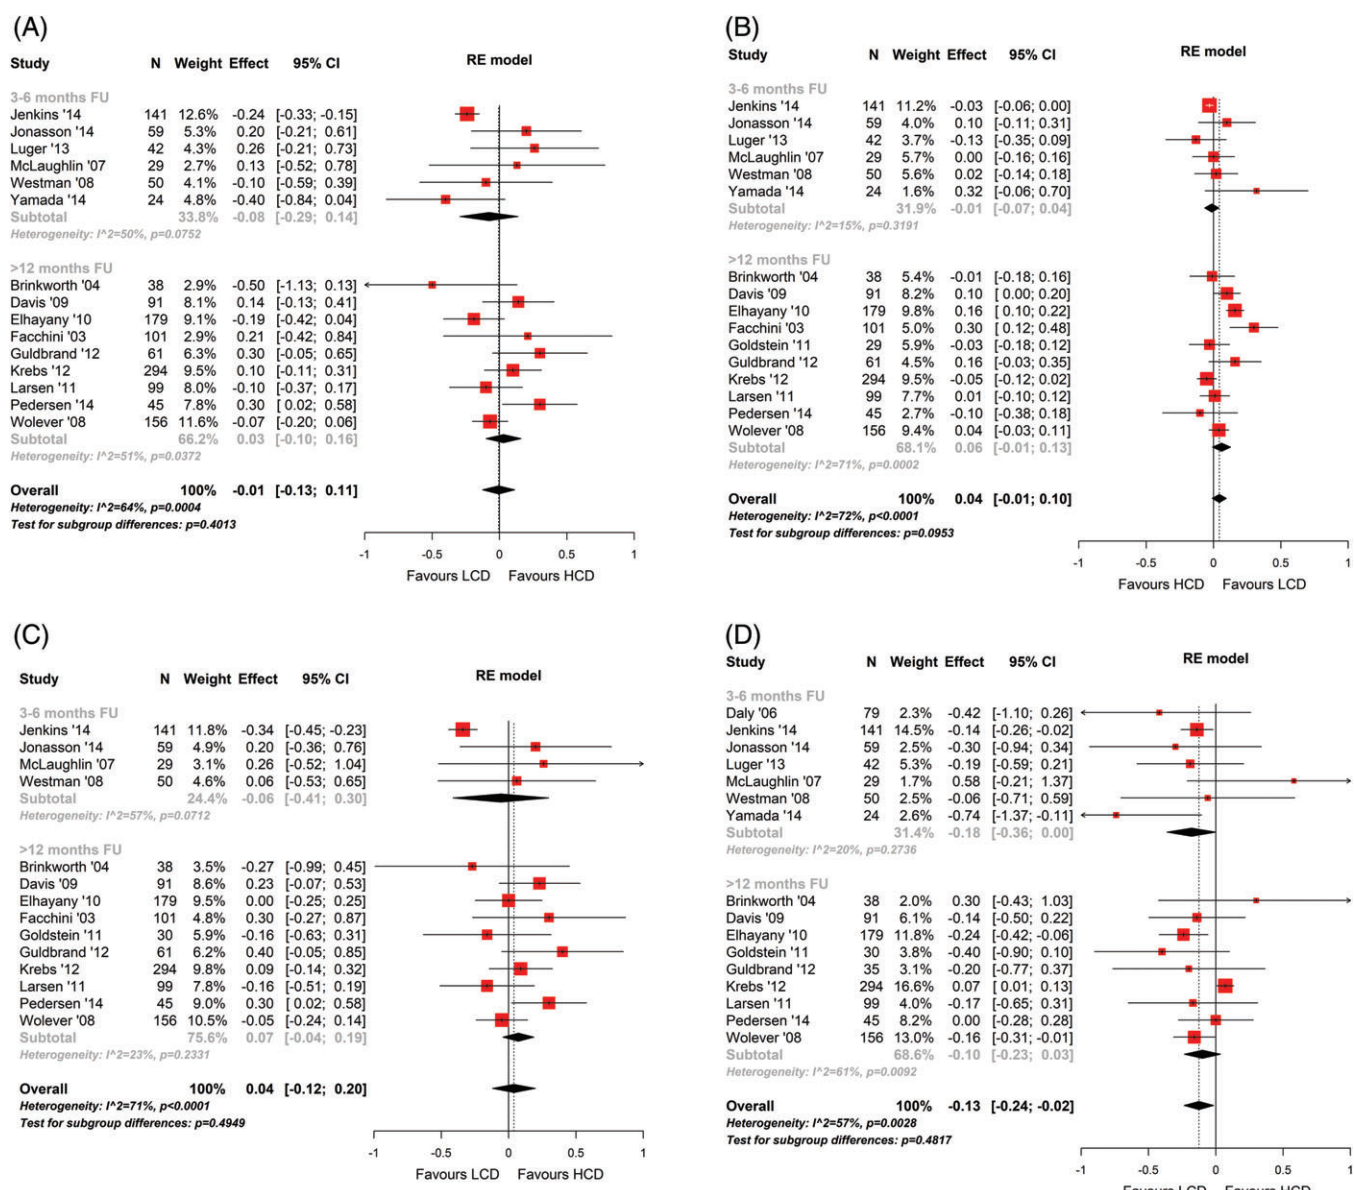 (A)
Study N Weight Effect 95% CI RE model
3-6 months FU
Jenkins '14 141 12.6% -0.24 [-0.33; -0.15]
Jonasson '14 59 5.3% 0.20 [-0.21; 0.61]
Luger '13 42 4.3% 0.26 [-0.21; 0.73]
McLaughlin '07 29 2.7% 0.13 [-0.52; 0.78]
Westman '08 50 4.1% -0.10 [-0.59; 0.39]
Yamada '14 24 4.8% -0.40 [-0.84; 0.04]
Subtotal 33.8% -0.08 [-0.29; 0.14]
Heterogeneity: I^2=50%, p=0.0752
>12 months FU
Brinkworth '04 38 2.9% -0.50 [-1.13; 0.13]
Davis '09 91 8.1% 0.14 [-0.13; 0.41]
Elhayany '10 179 9.1% -0.19 [-0.42; 0.04]
Facchini '03 101 2.9% 0.21 [-0.42; 0.84]
Guldbrand '12 61 6.3% 0.30 [-0.05; 0.65]
Krebs '12 294 9.5% 0.10 [-0.11; 0.31]
Larsen '11 99 8.0% -0.10 [-0.37; 0.17]
Pedersen '14 45 7.8% 0.30 [ 0.02; 0.58]
Wolever '08 156 11.6% -0.07 [-0.20; 0.06]
Subtotal 66.2% 0.03 [-0.10; 0.16]
Heterogeneity: I^2=51%, p=0.0372
Overall 100% -0.01 [-0.13; 0.11]
Heterogeneity: I^2=64%, p=0.0004
Test for subgroup differences: p=0.4013
-1 -0.5 0 0.5 1
Favours LCD Favours HCD
(B)
Study N Weight Effect 95% CI RE model
3-6 months FU
Jenkins '14 141 11.2% -0.03 [-0.06; 0.00]
Jonasson '14 59 4.0% 0.10 [-0.11; 0.31]
Luger '13 42 3.7% -0.13 [-0.35; 0.09]
McLaughlin '07 29 5.7% 0.00 [-0.16; 0.16]
Westman '08 50 5.6% 0.02 [-0.14; 0.18]
Yamada '14 24 1.6% 0.32 [-0.06; 0.70]
Subtotal 31.9% -0.01 [-0.07; 0.04]
Heterogeneity: I^2=15%, p=0.3191
>12 months FU
Brinkworth '04 38 5.4% -0.01 [-0.18; 0.16]
Davis '09 91 8.2% 0.10 [ 0.00; 0.20]
Elhayany '10 179 9.8% 0.16 [ 0.10; 0.22]
Facchini '03 101 5.0% 0.30 [ 0.12; 0.48]
Goldstein '11 29 5.9% -0.03 [-0.18; 0.12]
Guldbrand '12 61 4.5% 0.16 [-0.03; 0.35]
Krebs '12 294 9.5% -0.05 [-0.12; 0.02]
Larsen '11 99 7.7% 0.01 [-0.10; 0.12]
Pedersen '14 45 2.7% -0.10 [-0.38; 0.18]
Wolever '08 156 9.4% 0.04 [-0.03; 0.11]
Subtotal 68.1% 0.06 [-0.01; 0.13]
Heterogeneity: I^2=71%, p=0.0002
Overall 100% 0.04 [-0.01; 0.10]
Heterogeneity: I^2=72%, p<0.0001
Test for subgroup differences: p=0.0953
-1 -0.5 0 0.5 1
Favours HCD Favours LCD
(C)
Study N Weight Effect 95% CI RE model
3-6 months FU
Jenkins '14 141 11.8% -0.34 [-0.45; -0.23]
Jonasson '14 59 4.9% 0.20 [-0.36; 0.76]
McLaughlin '07 29 3.1% 0.26 [-0.52; 1.04]
Westman '08 50 4.6% 0.06 [-0.53; 0.65]
Subtotal 24.4% -0.06 [-0.41; 0.30]
Heterogeneity: I^2=57%, p=0.0712
>12 months FU
Brinkworth '04 38 3.5% -0.27 [-0.99; 0.45]
Davis '09 91 8.6% 0.23 [-0.07; 0.53]
Elhayany '10 179 9.5% 0.00 [-0.25; 0.25]
Facchini '03 101 4.8% 0.30 [-0.27; 0.87]
Goldstein '11 30 5.9% -0.16 [-0.63; 0.31]
Guldbrand '12 61 6.2% 0.40 [-0.05; 0.85]
Krebs '12 294 9.8% 0.09 [-0.14; 0.32]
Larsen '11 99 7.8% -0.16 [-0.51; 0.19]
Pedersen '14 45 9.0% 0.30 [ 0.02; 0.58]
Wolever '08 156 10.5% -0.05 [-0.24; 0.14]
Subtotal 75.6% 0.07 [-0.04; 0.19]
Heterogeneity: I^2=23%, p=0.2331
Overall 100% 0.04 [-0.12; 0.20]
Heterogeneity: I^2=71%, p<0.0001
Test for subgroup differences: p=0.4949
-1 -0.5 0 0.5 1
Favours LCD Favours HCD
(D)
Study N Weight Effect 95% CI RE model
3-6 months FU
Daly '06 79 2.3% -0.42 [-1.10; 0.26]
Jenkins '14 141 14.5% -0.14 [-0.26; -0.02]
Jonasson '14 59 2.5% -0.30 [-0.94; 0.34]
Luger '13 42 5.3% -0.19 [-0.59; 0.21]
McLaughlin '07 29 1.7% 0.58 [-0.21; 1.37]
Westman '08 50 2.5% -0.06 [-0.71; 0.59]
Yamada '14 24 2.6% -0.74 [-1.37; -0.11]
Subtotal 31.4% -0.18 [-0.36; 0.00]
Heterogeneity: I^2=20%, p=0.2736
>12 months FU
Brinkworth '04 38 2.0% 0.30 [-0.43; 1.03]
Davis '09 91 6.1% -0.14 [-0.50; 0.22]
Elhayany '10 179 11.8% -0.24 [-0.42; -0.06]
Goldstein '11 30 3.8% -0.40 [-0.90; 0.10]
Guldbrand '12 35 3.1% -0.20 [-0.77; 0.37]
Krebs '12 294 16.6% 0.07 [ 0.01; 0.13]
Larsen '11 99 4.0% -0.17 [-0.65; 0.31]
Pedersen '14 45 8.2% 0.00 [-0.28; 0.28]
Wolever '08 156 13.0% -0.16 [-0.31; -0.01]
Subtotal 68.6% -0.10 [-0.23; 0.03]
Heterogeneity: I^2=61%, p=0.0092
Overall 100% -0.13 [-0.24; -0.02]
Heterogeneity: I^2=57%, p=0.0028
Test for subgroup differences: p=0.4817
-1 -0.5 0 0.5 1
Favours LCD Favours HCD